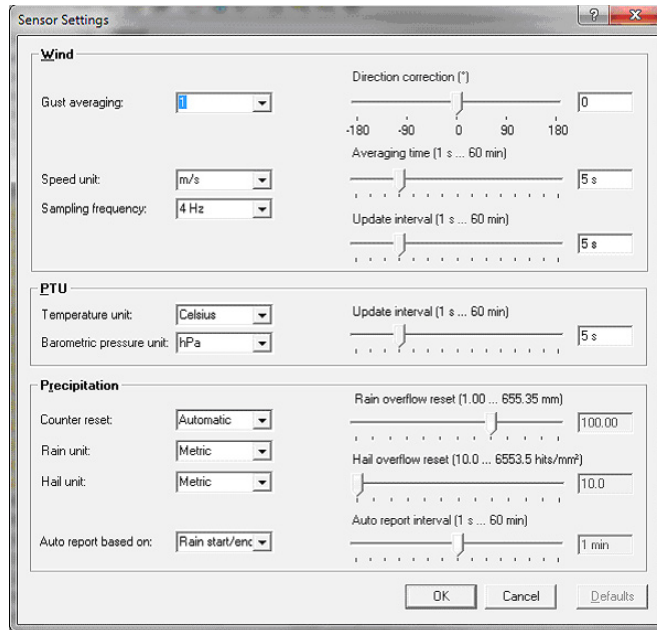 Sensor Settings
Wind
Direction correction (°)
Gust averaging: 1 0
-180 -90 0 90 180
Averaging time (1 s ... 60 min)
Speed unit: m/s 5 s
Sampling frequency: 4 Hz
Update interval (1 s ... 60 min)
5 s
PTU
Temperature unit: Celsius Update interval (1 s ... 60 min)
Barometric pressure unit: hPa 5 s
Precipitation
Rain overflow reset (1.00 ... 655.35 mm)
Counter reset: Automatic 100.00
Rain unit: Metric
Hail overflow reset (10.0 ... 6553.5 hits/mm²)
Hail unit: Metric 10.0
Auto report interval (1 s ... 60 min)
Auto report based on: Rain start/enc 1 min
OK Cancel Defaults